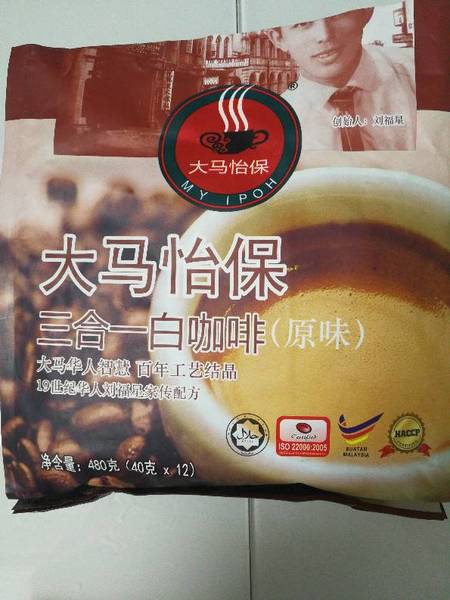 创始人：刘福星
®
大马怡保
MY IPOH
大马怡保
三合一白咖啡(原味)
大马华人智慧 百年工艺结晶
19世纪华人刘福星家传配方
حلال
Certified
ISO 22000:2005
BUATAN
MALAYSIA
HACCP
净含量：480克（40克 x 12）